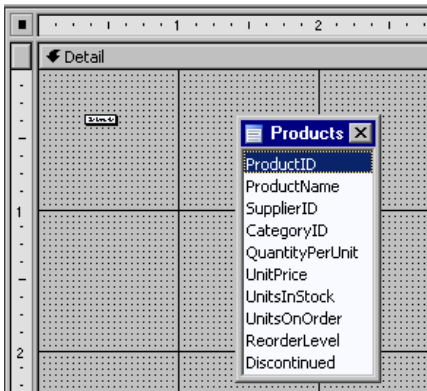 1 2
Detail
1
2
Products
ProductID
ProductName
SupplierID
CategoryID
QuantityPerUnit
UnitPrice
UnitsInStock
UnitsOnOrder
ReorderLevel
Discontinued